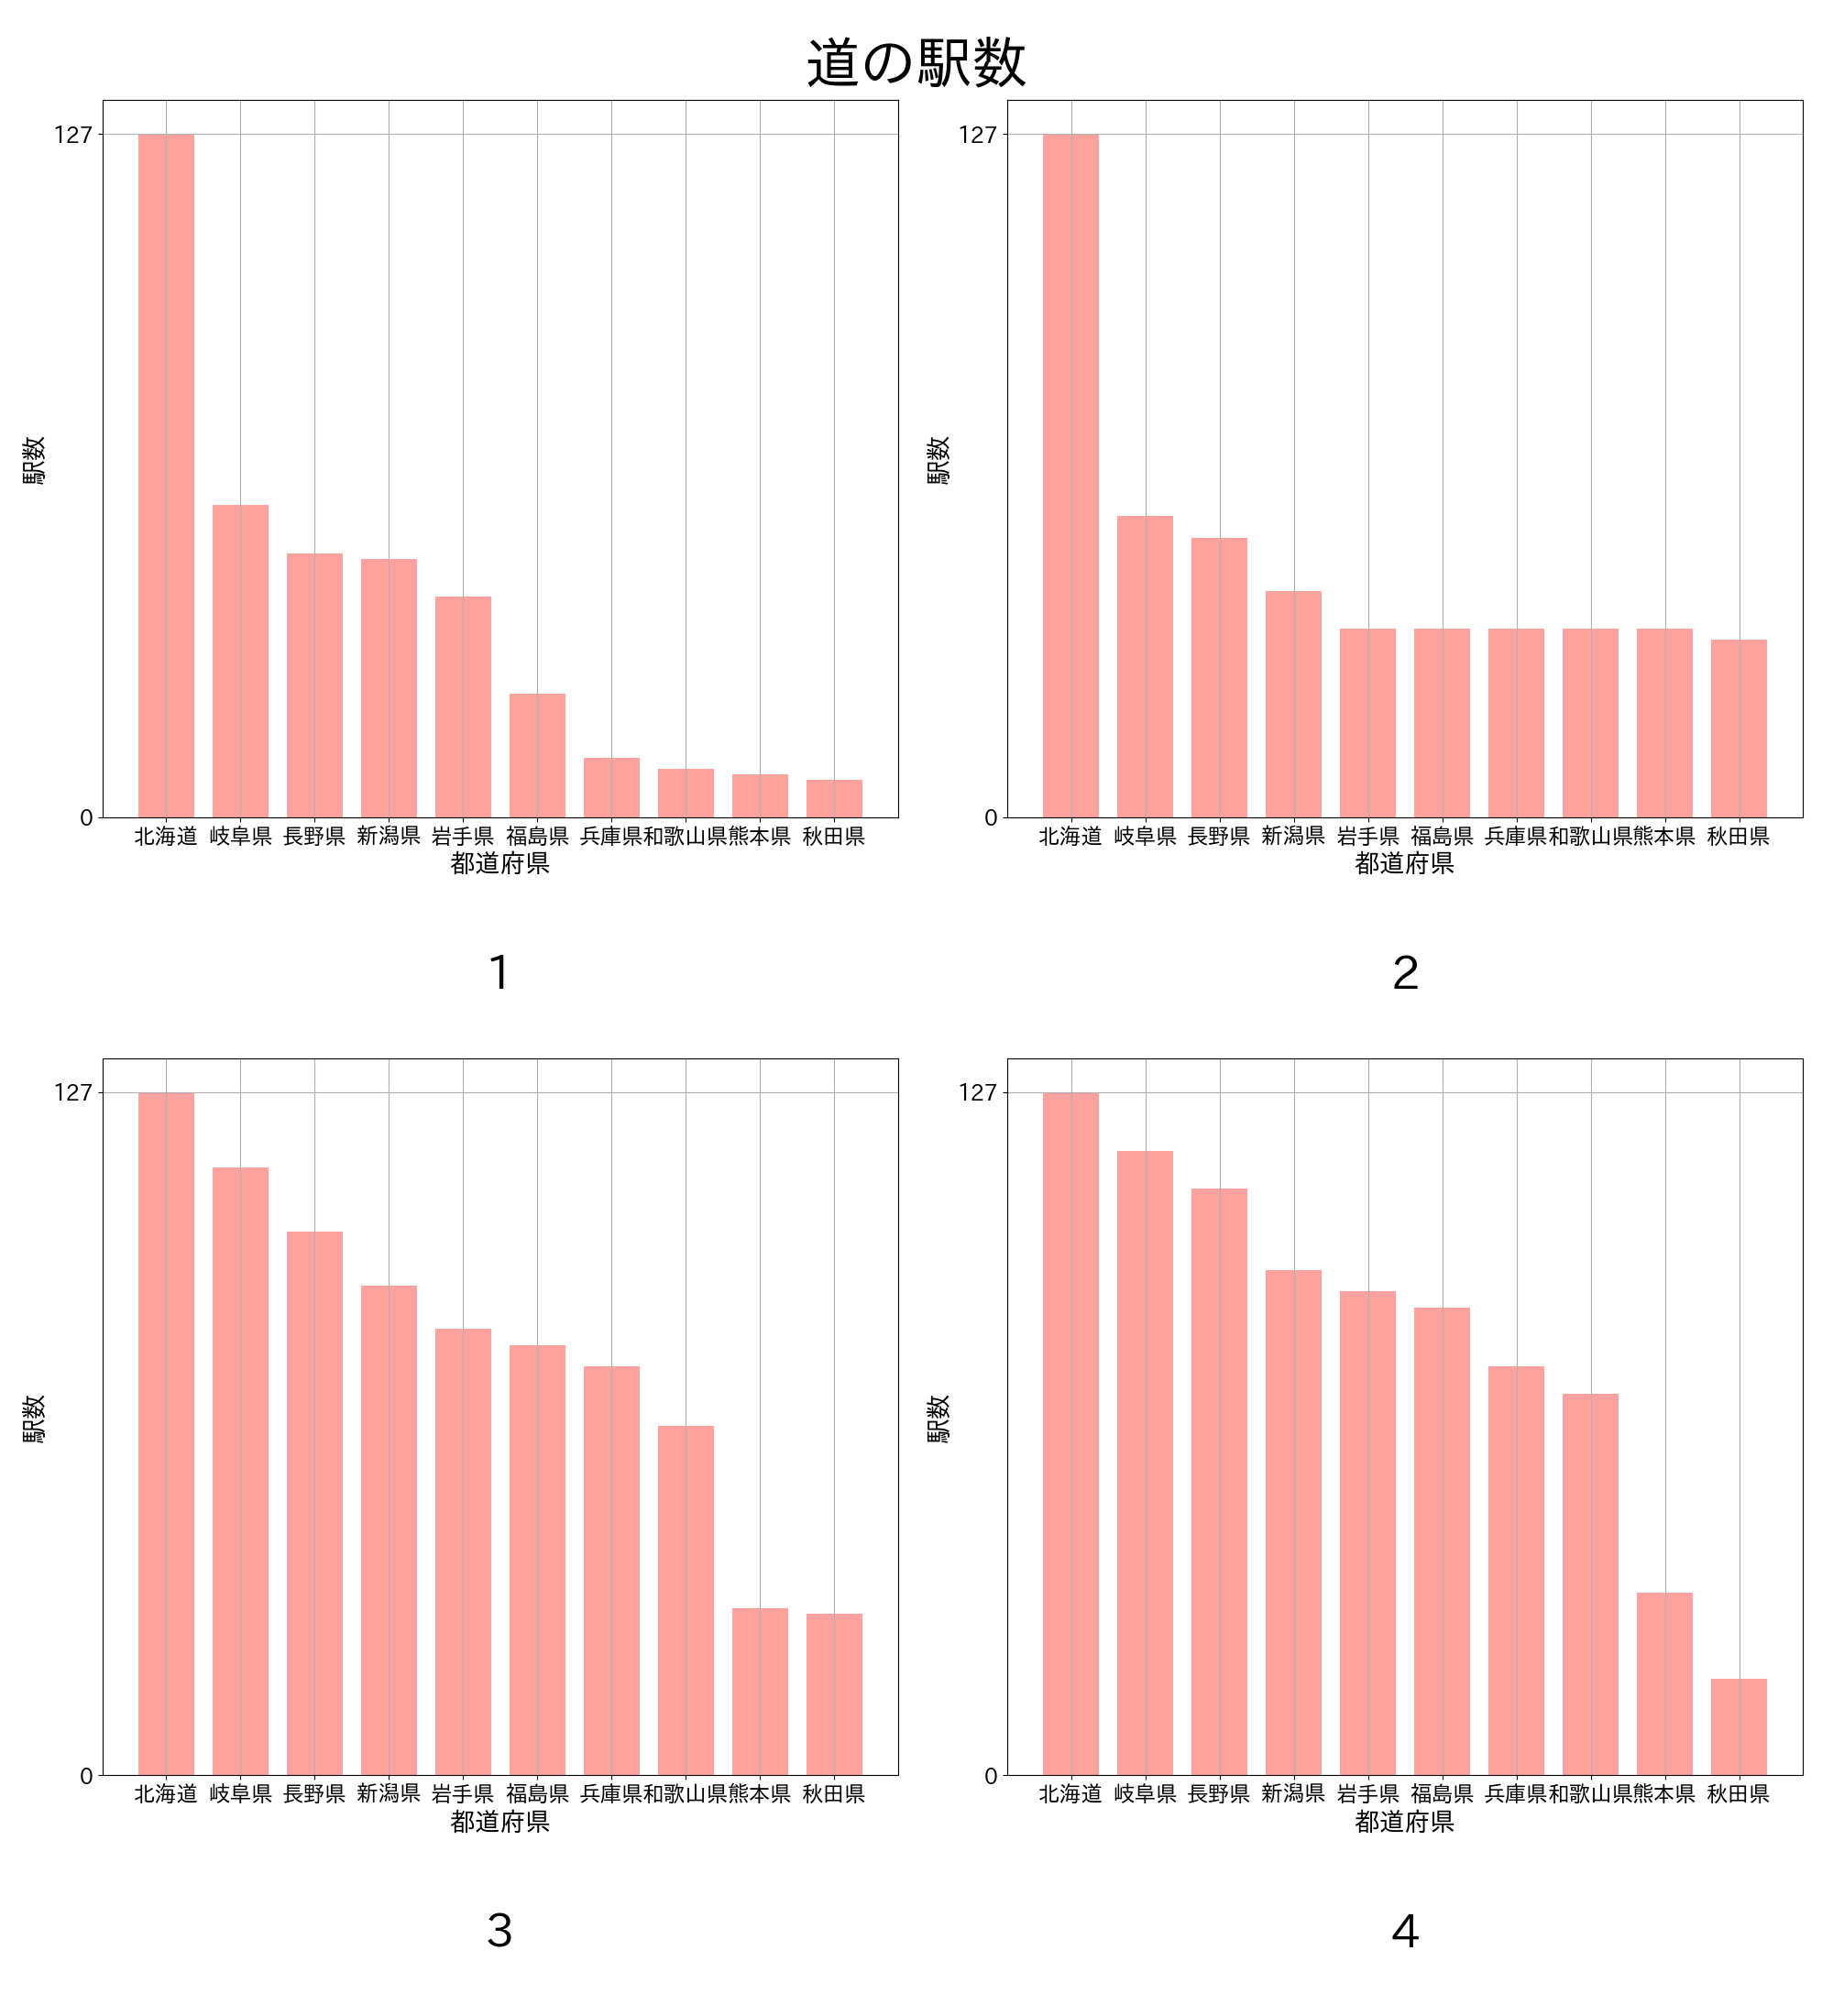 道の駅数
127
0
駅数
北海道 岐阜県 長野県 新潟県 岩手県 福島県 兵庫県 和歌山県 熊本県 秋田県
都道府県
1
127
0
駅数
北海道 岐阜県 長野県 新潟県 岩手県 福島県 兵庫県 和歌山県 熊本県 秋田県
都道府県
2
127
0
駅数
北海道 岐阜県 長野県 新潟県 岩手県 福島県 兵庫県 和歌山県 熊本県 秋田県
都道府県
3
127
0
駅数
北海道 岐阜県 長野県 新潟県 岩手県 福島県 兵庫県 和歌山県 熊本県 秋田県
都道府県
4